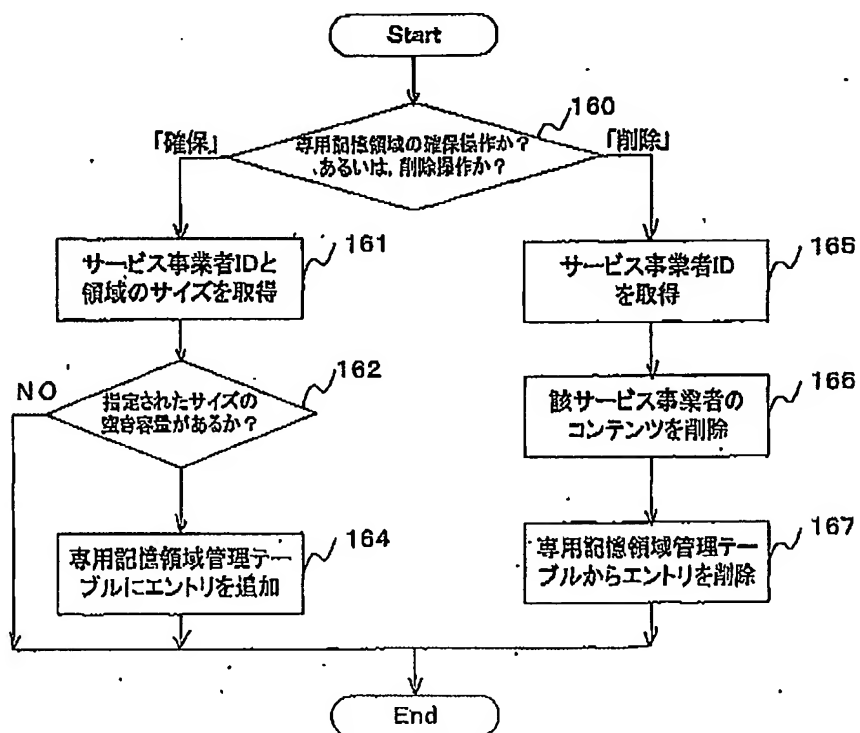 Start
160
専用記憶領域の確保操作か?
あるいは,削除操作か?
「確保」
「削除」
161
サービス事業者IDと
領域のサイズを取得
162
指定されたサイズの
空き容量があるか?
NO
164
専用記憶領域管理テー
ブルにエントリを追加
165
サービス事業者ID
を取得
166
該サービス事業者の
コンテンツを削除
167
専用記憶領域管理テー
ブルからエントリを削除
End